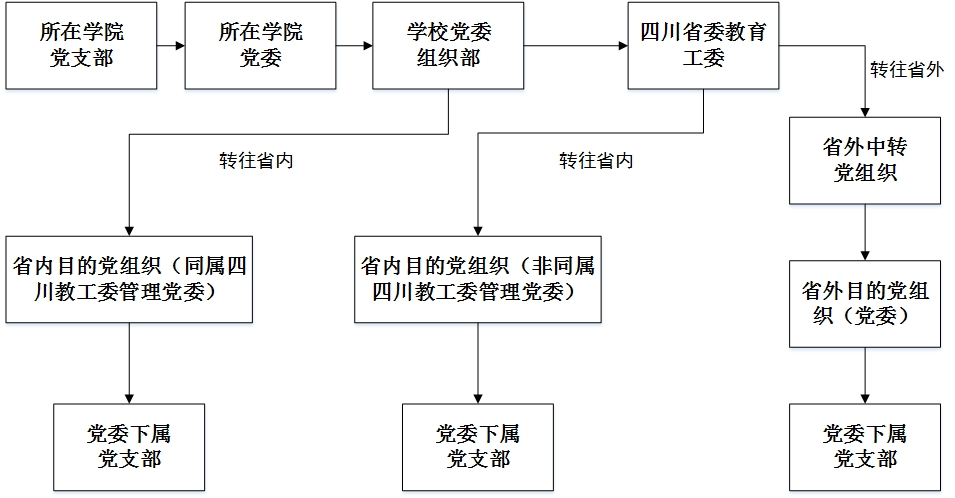 所在学院
党支部
所在学院
党委
学校党委
组织部
四川省委教育
工委
转往省外
转往省内
转往省内
省外中转
党组织
省内目的党组织（同属四
川教工委管理党委）
省内目的党组织（非同属
四川教工委管理党委）
省外目的党组
织（党委）
党委下属
党支部
党委下属
党支部
党委下属
党支部